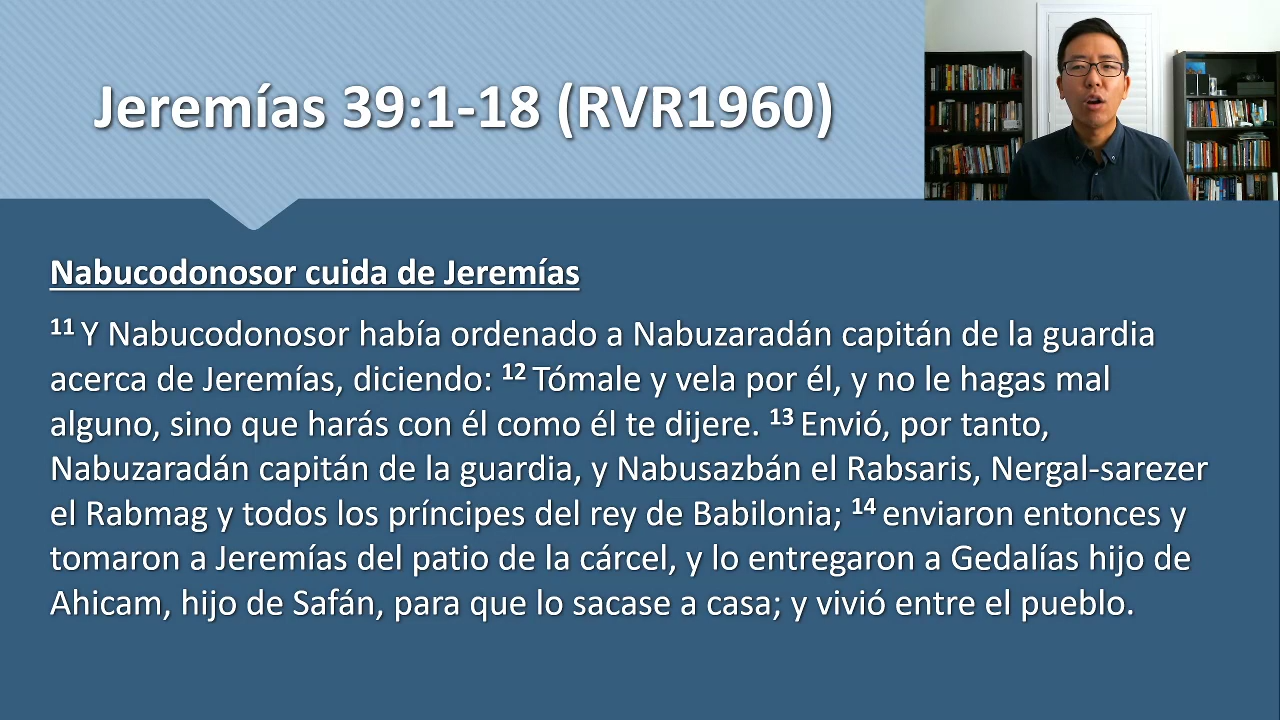 Jeremías 39:1-18 (RVR1960)
Nabucodonosor cuida de Jeremías
11 Y Nabucodonosor había ordenado a Nabuzaradán capitán de la guardia
acerca de Jeremías, diciendo: 12 Tómale y vela por él, y no le hagas mal
alguno, sino que harás con él como él te dijere. 13 Envió, por tanto,
Nabuzaradán capitán de la guardia, y Nabusazbán el Rabsaris, Nergal-sarezer
el Rabmag y todos los príncipes del rey de Babilonia; 14 enviaron entonces y
tomaron a Jeremías del patio de la cárcel, y lo entregaron a Gedalías hijo de
Ahicam, hijo de Safán, para que lo sacase a casa; y vivió entre el pueblo.